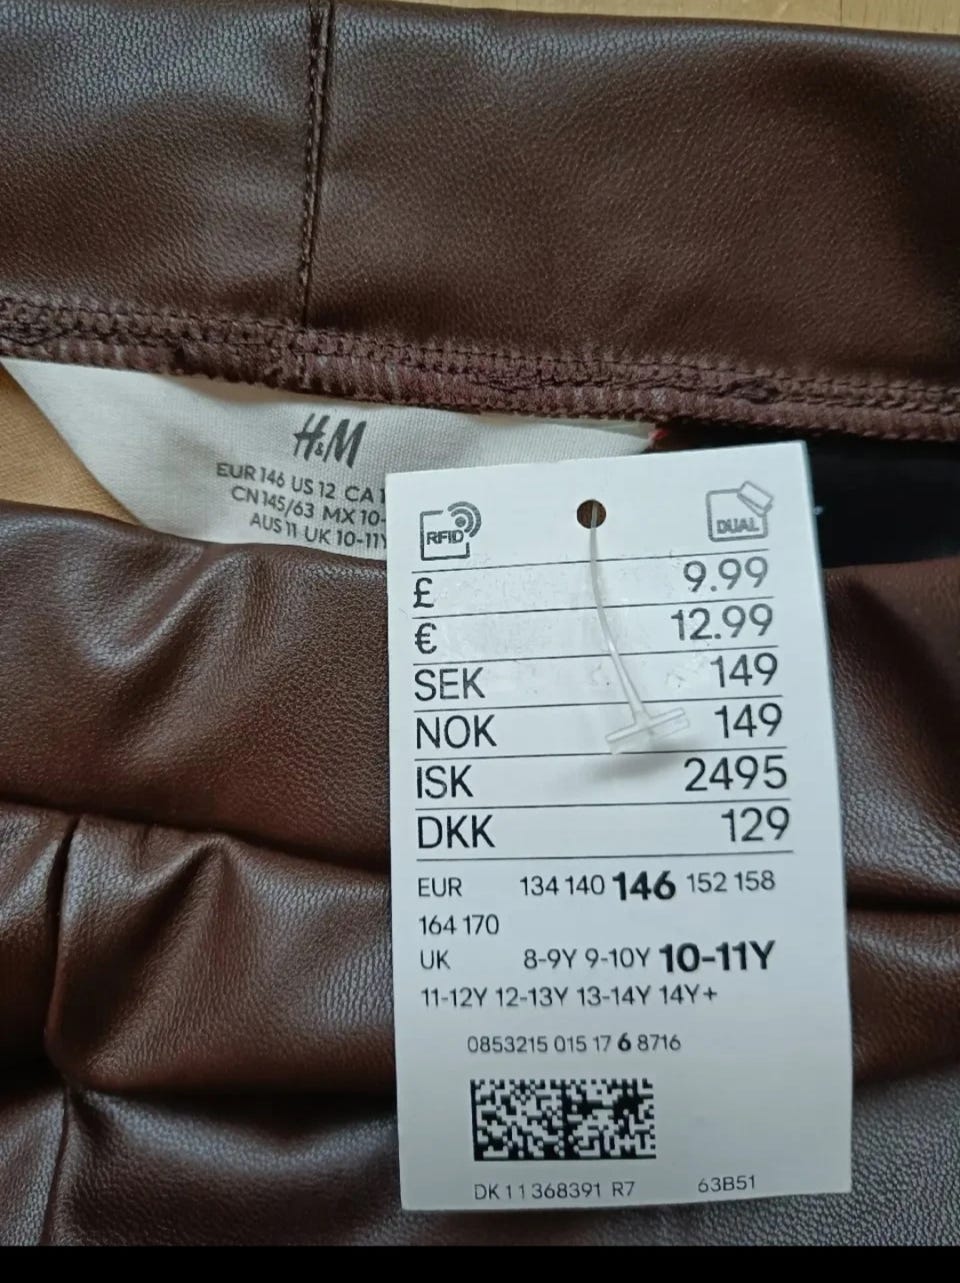 H&M
EUR 146 US 12 CA
CN 145/63 MX 10-
AUS 11 UK 10-11Y
RFID
DUAL
£ 9.99
€ 12.99
SEK 149
NOK 149
ISK 2495
DKK 129
EUR 134 140 146 152 158
164 170
UK 8-9Y 9-10Y 10-11Y
11-12Y 12-13Y 13-14Y 14Y+
0853215 015 17 6 8716
DK 11368391 R7 63B51